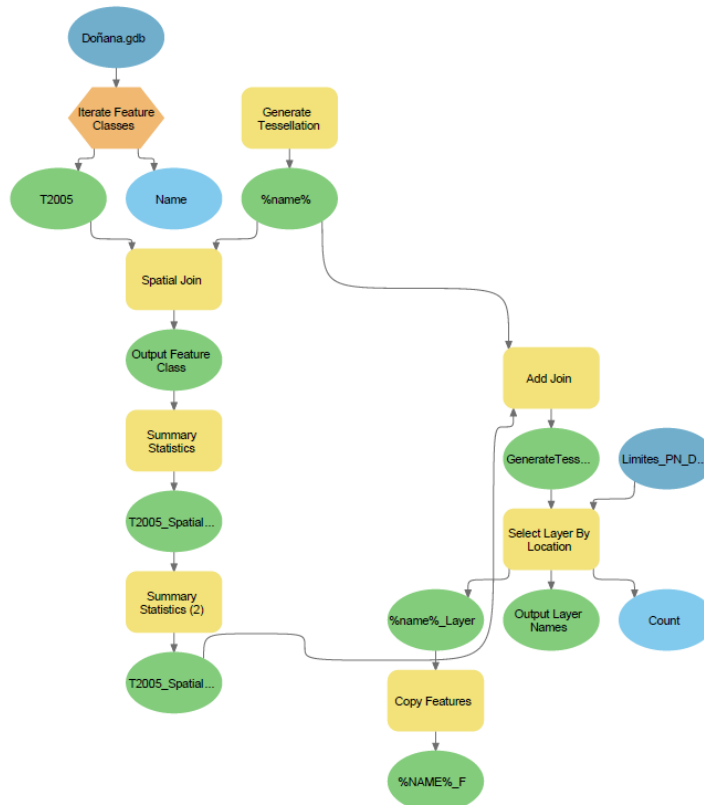 Doñana.gdb
Iterate Feature
Classes
Generate
Tessellation
T2005
Name
%name%
Spatial Join
Output Feature
Class
Add Join
Summary
Statistics
GenerateTess...
Limites_PN_D...
T2005_Spatial...
Select Layer By
Location
Summary
Statistics (2)
%name%_Layer
Output Layer
Names
Count
T2005_Spatial...
Copy Features
%NAME%_F